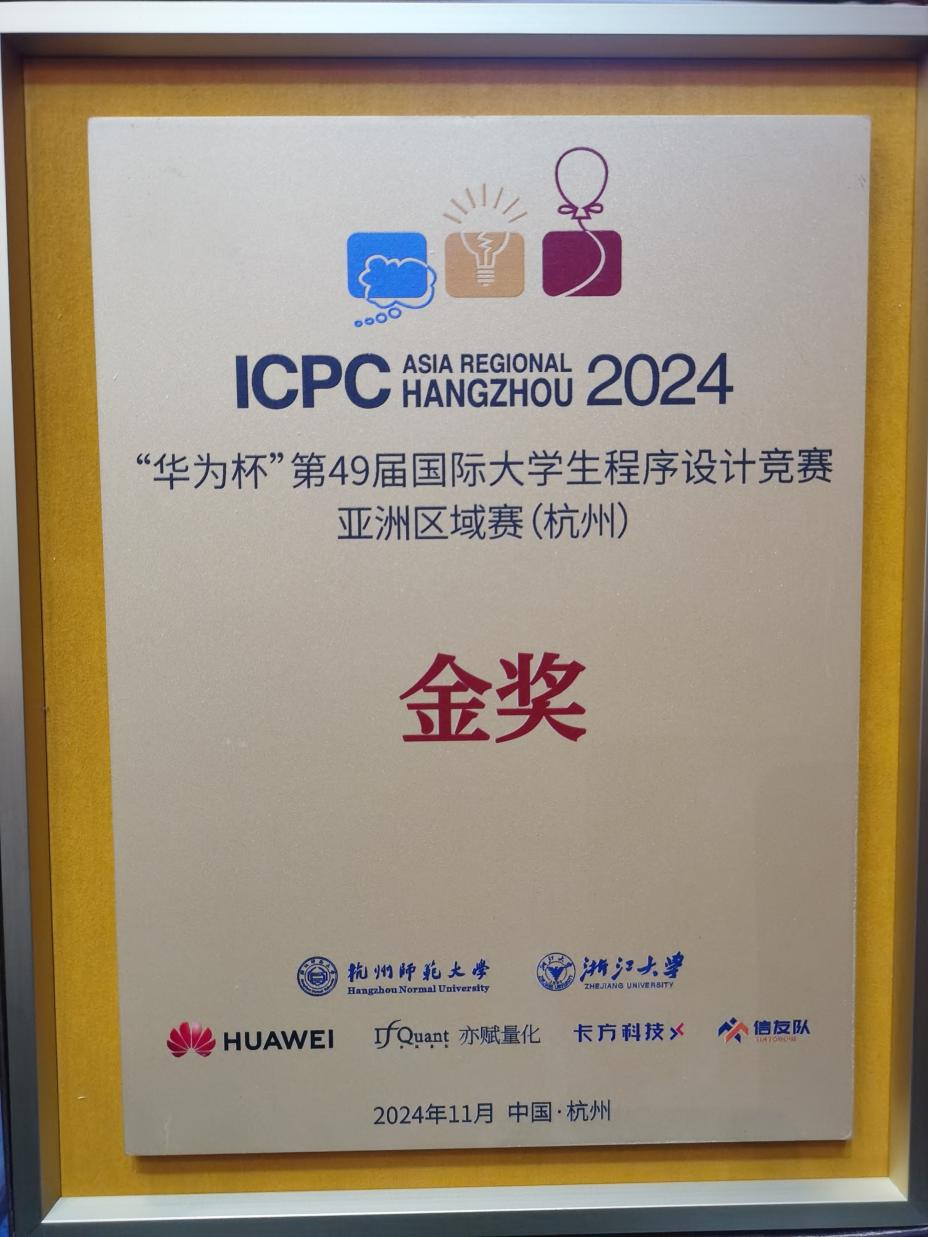 ICPC ASIA REGIONAL HANGZHOU 2024
“华为杯”第49届国际大学生程序设计竞赛
亚洲区域赛(杭州)
金奖
杭州师范大学
Hangzhou Normal University
浙江大学
ZHEJIANG UNIVERSITY
HUAWEI
IfQuant 亦赋量化
卡方科技
信友队
2024年11月 中国·杭州